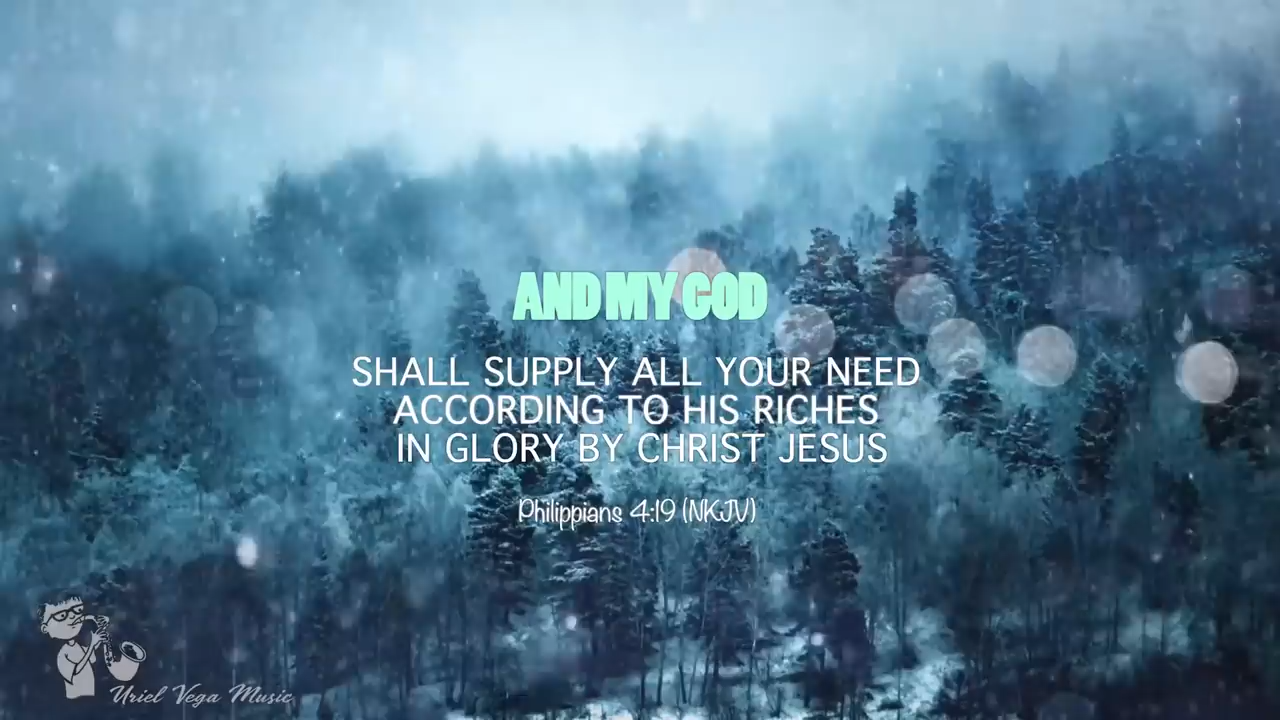 AND MY GOD
SHALL SUPPLY ALL YOUR NEED
ACCORDING TO HIS RICHES
IN GLORY BY CHRIST JESUS
Philippians 4:19 (NKJV)
Uriel Vega Music